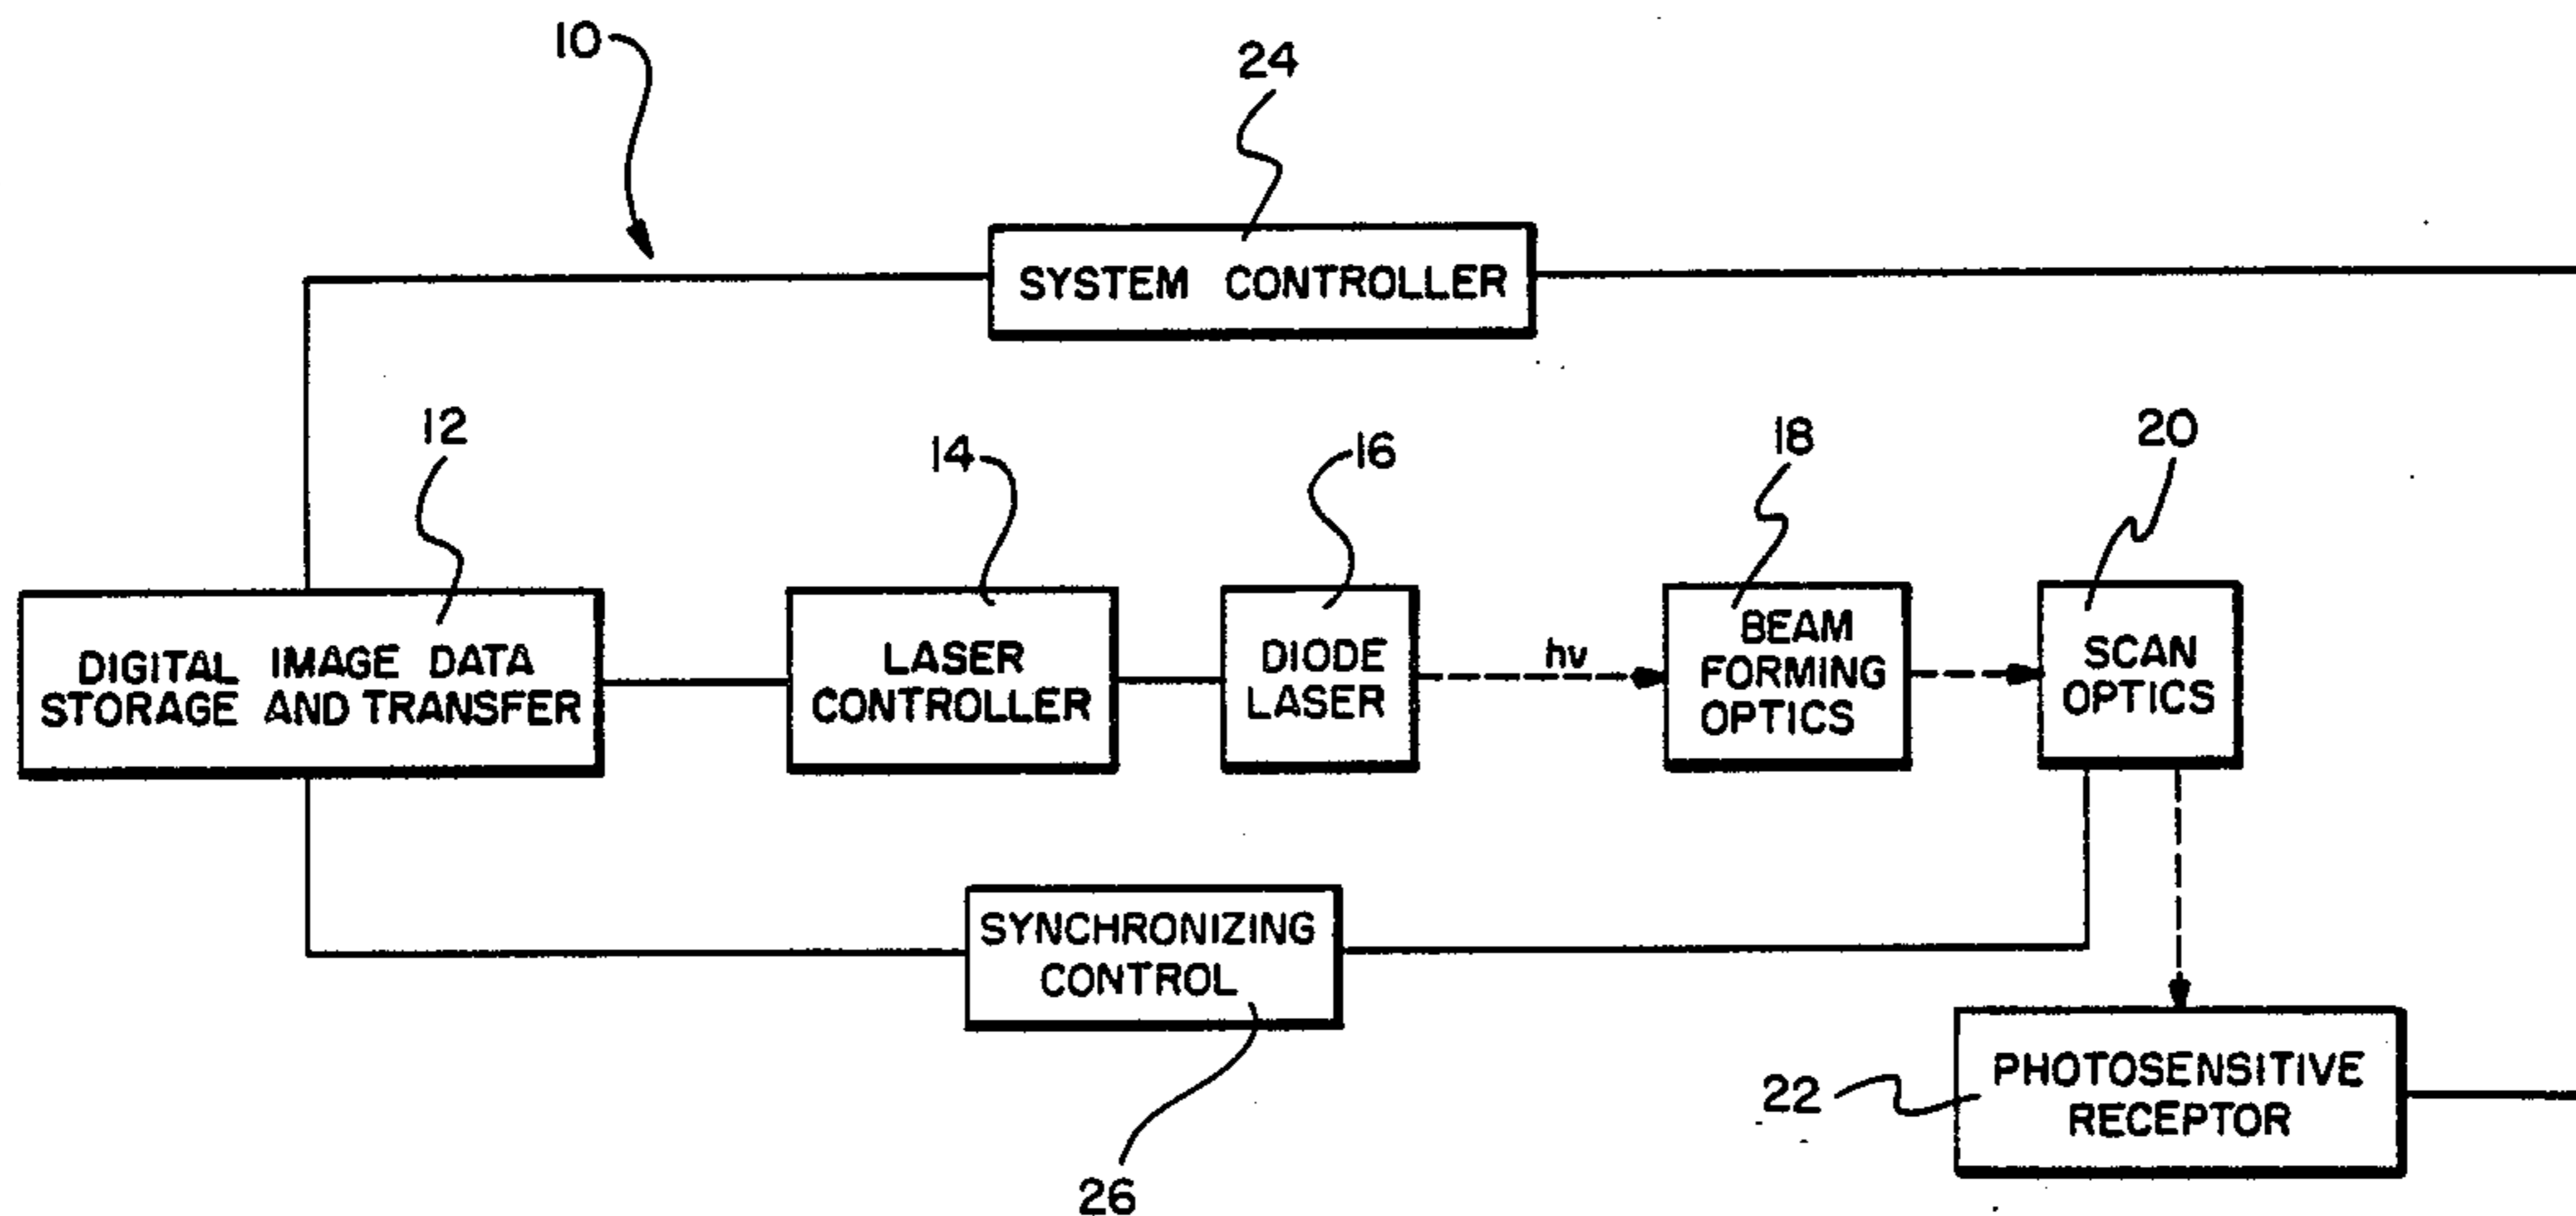 10
24
SYSTEM CONTROLLER
12
14
16
18
20
DIGITAL IMAGE DATA
STORAGE AND TRANSFER
LASER
CONTROLLER
DIODE
LASER
hν
BEAM
FORMING
OPTICS
SCAN
OPTICS
SYNCHRONIZING
CONTROL
26
22
PHOTOSENSITIVE
RECEPTOR